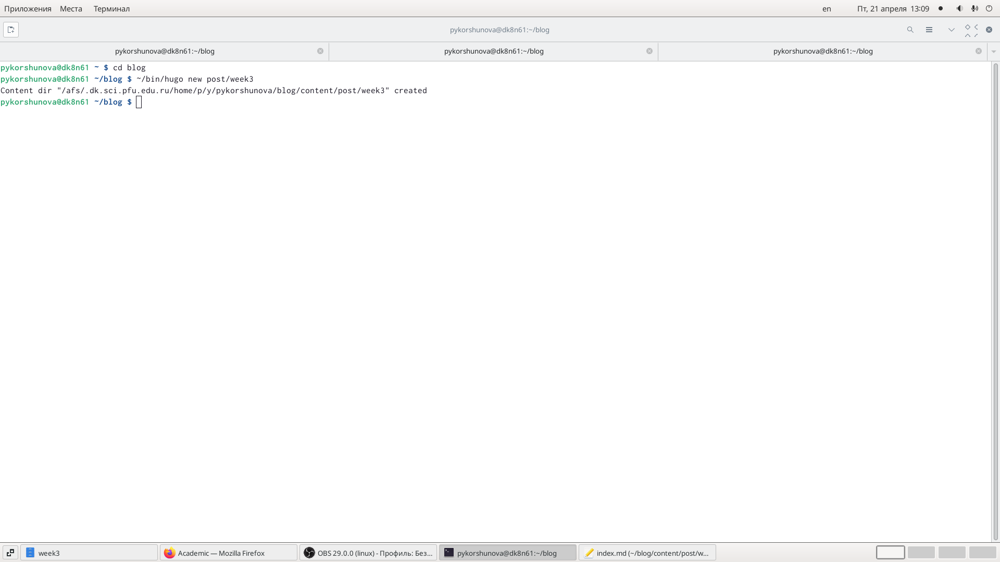 Приложения Места Терминал en Пт, 21 апреля 13:09
pykorshunova@dk8n61:~/blog
pykorshunova@dk8n61:~/blog pykorshunova@dk8n61:~/blog pykorshunova@dk8n61:~/blog
pykorshunova@dk8n61 ~ $ cd blog
pykorshunova@dk8n61 ~/blog $ ~/bin/hugo new post/week3
Content dir "/afs/.dk.sci.pfu.edu.ru/home/p/y/pykorshunova/blog/content/post/week3" created
pykorshunova@dk8n61 ~/blog $
week3 Academic — Mozilla Firefox OBS 29.0.0 (linux) - Профиль: Без... pykorshunova@dk8n61:~/blog index.md (~/blog/content/post/w...